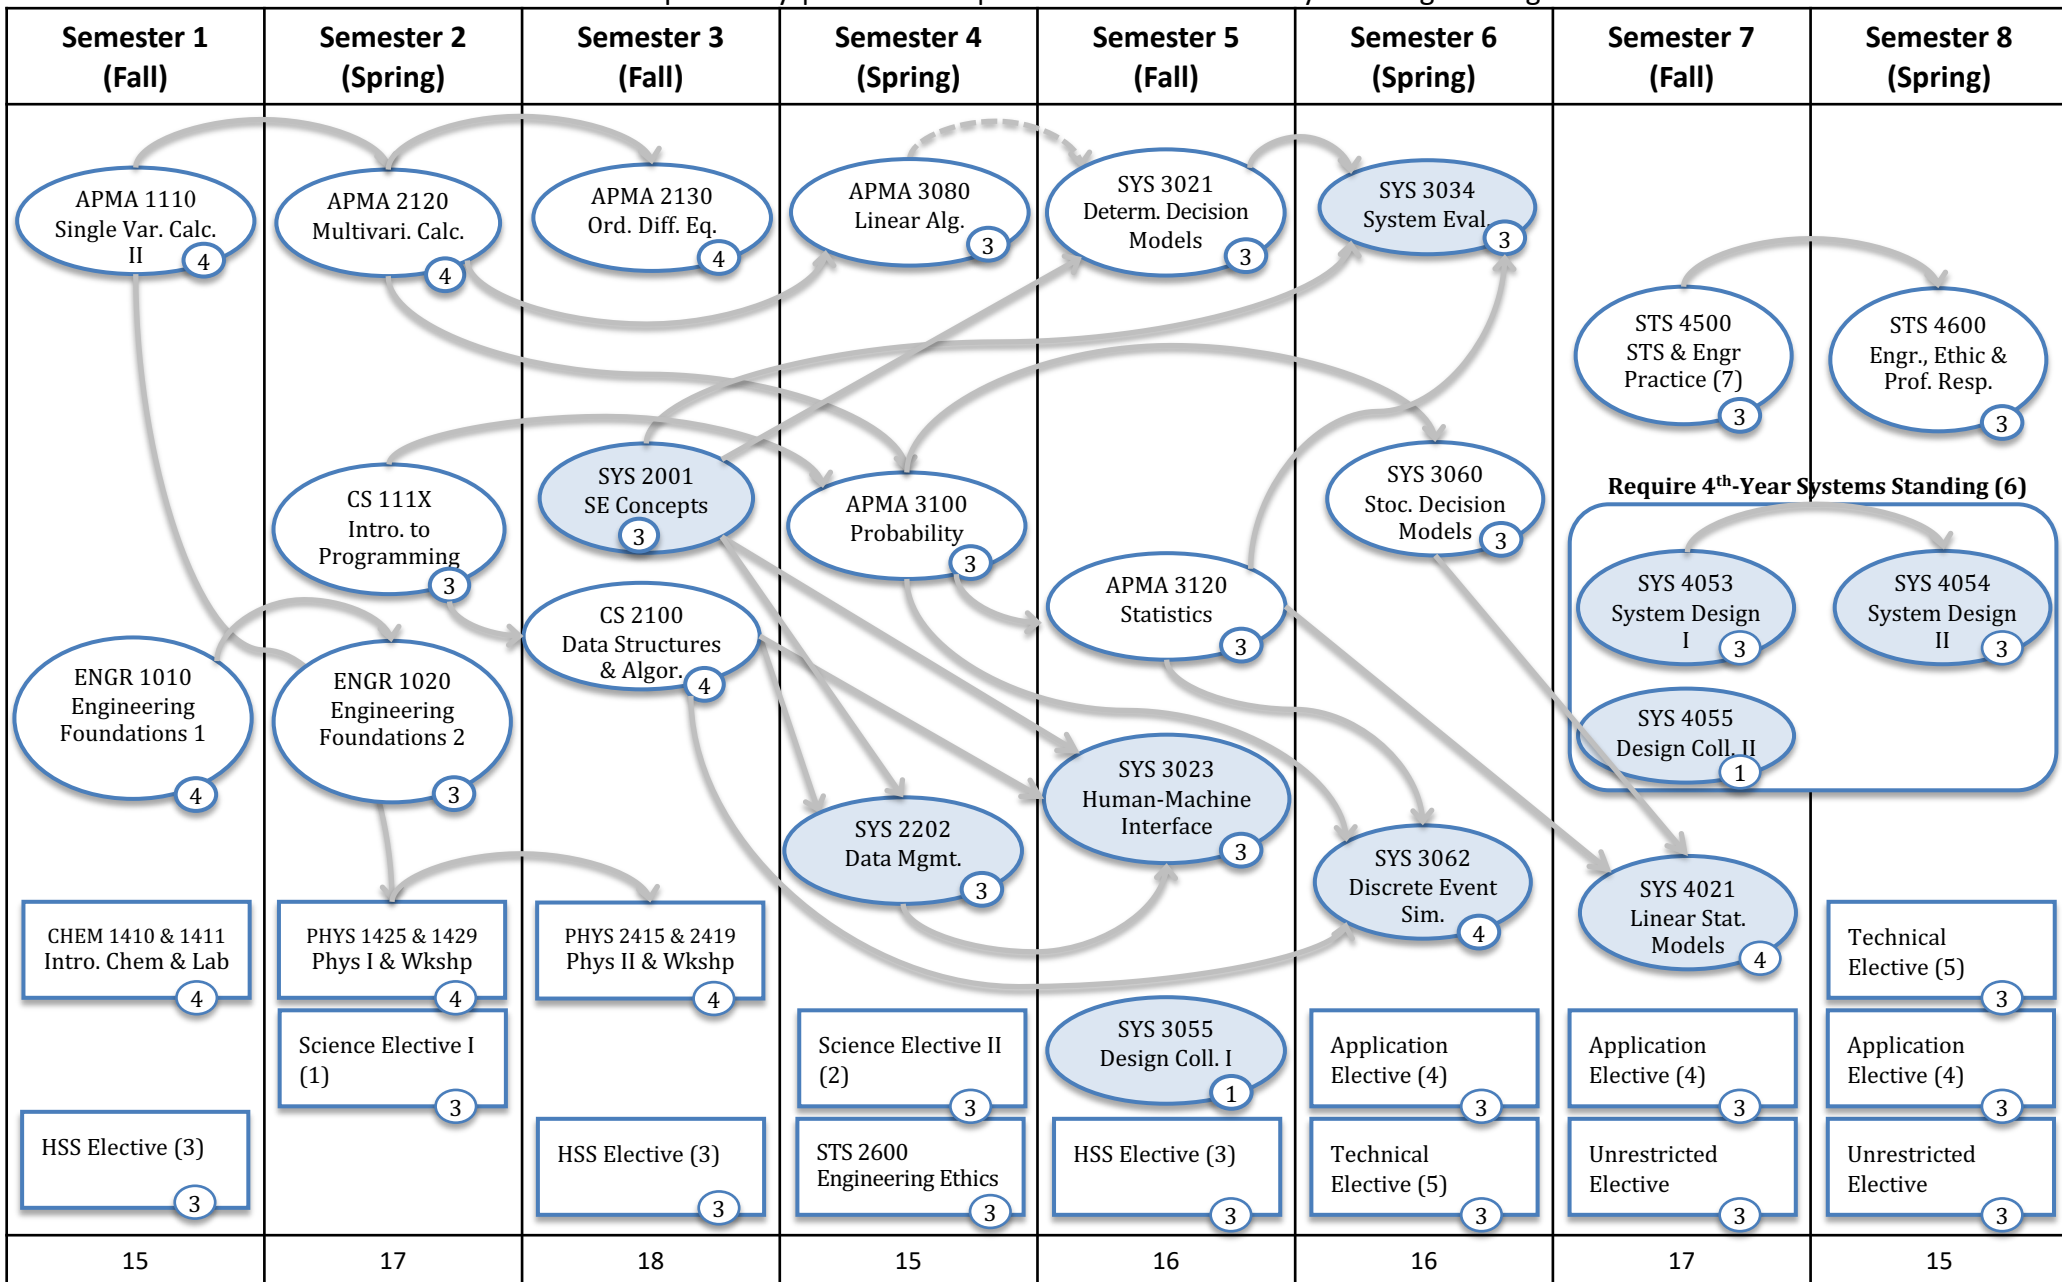 Semester 1
(Fall)
Semester 2
(Spring)
Semester 3
(Fall)
Semester 4
(Spring)
Semester 5
(Fall)
Semester 6
(Spring)
Semester 7
(Fall)
Semester 8
(Spring)
APMA 1110
Single Var. Calc.
II
4
ENGR 1010
Engineering
Foundations 1
4
CHEM 1410 & 1411
Intro. Chem & Lab
4
HSS Elective (3)
3
15
APMA 2120
Multivari. Calc.
4
CS 111X
Intro. to
Programming
3
ENGR 1020
Engineering
Foundations 2
3
PHYS 1425 & 1429
Phys I & Wkshp
4
Science Elective I
(1)
3
17
APMA 2130
Ord. Diff. Eq.
4
SYS 2001
SE Concepts
3
CS 2100
Data Structures
& Algor.
4
PHYS 2415 & 2419
Phys II & Wkshp
4
HSS Elective (3)
3
18
APMA 3080
Linear Alg.
3
APMA 3100
Probability
3
SYS 2202
Data Mgmt.
3
Science Elective II
(2)
3
STS 2600
Engineering Ethics
3
15
SYS 3021
Determ. Decision
Models
3
APMA 3120
Statistics
3
SYS 3023
Human-Machine
Interface
3
SYS 3055
Design Coll. I
1
HSS Elective (3)
3
16
SYS 3034
System Eval.
3
SYS 3060
Stoc. Decision
Models
3
SYS 3062
Discrete Event
Sim.
4
Application
Elective (4)
3
Technical
Elective (5)
3
16
STS 4500
STS & Engr
Practice (7)
3
Require 4th-Year Systems Standing (6)
SYS 4053
System Design
I
3
SYS 4055
Design Coll. II
1
SYS 4021
Linear Stat.
Models
4
Application
Elective (4)
3
Unrestricted
Elective
3
17
STS 4600
Engr., Ethic &
Prof. Resp.
3
SYS 4054
System Design
II
3
Technical
Elective (5)
3
Application
Elective (4)
3
Unrestricted
Elective
3
15